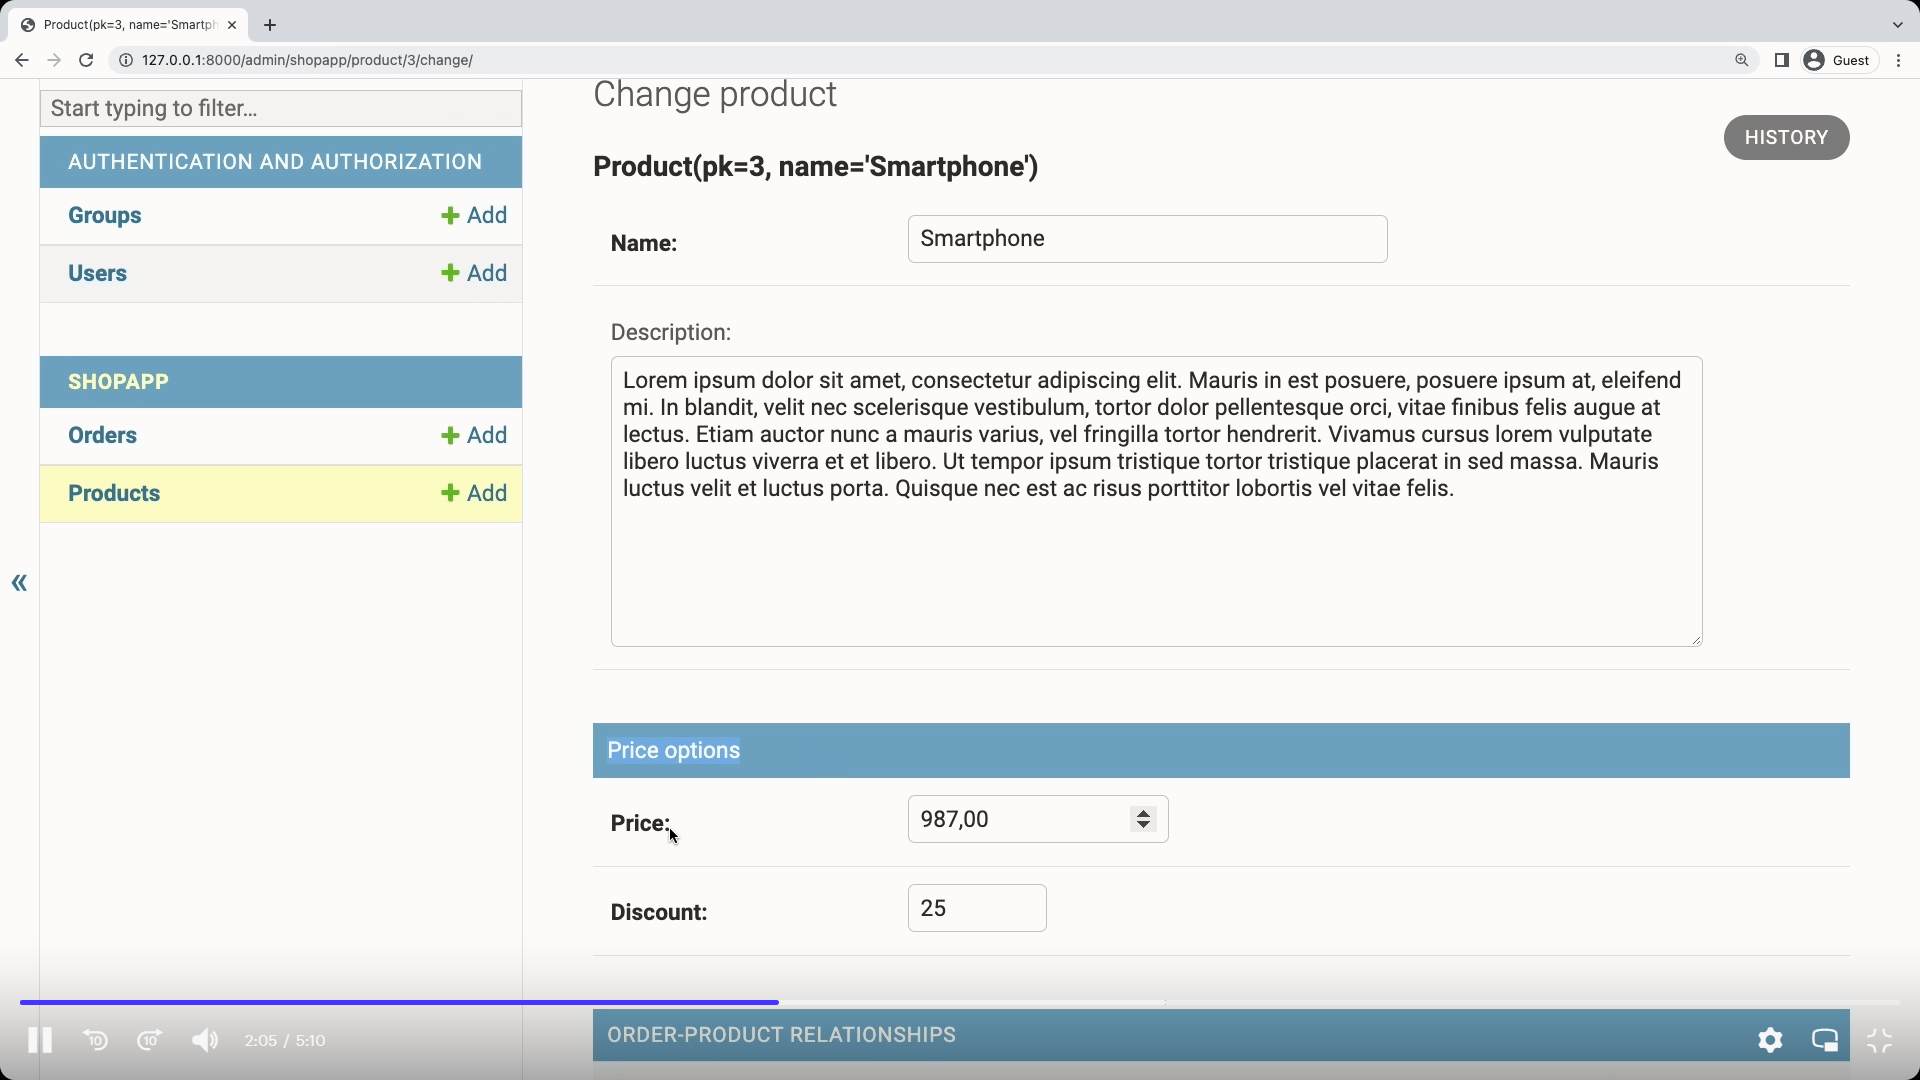 Product(pk=3, name='Smartph
127.0.0.1:8000/admin/shopapp/product/3/change/
Guest
Start typing to filter...
AUTHENTICATION AND AUTHORIZATION
Groups
Add
Users
Add
SHOPAPP
Orders
Add
Products
Add
«
Change product
HISTORY
Product(pk=3, name='Smartphone')
Name:
Smartphone
Description:
Lorem ipsum dolor sit amet, consectetur adipiscing elit. Mauris in est posuere, posuere ipsum at, eleifend
mi. In blandit, velit nec scelerisque vestibulum, tortor dolor pellentesque orci, vitae finibus felis augue at
lectus. Etiam auctor nunc a mauris varius, vel fringilla tortor hendrerit. Vivamus cursus lorem vulputate
libero luctus viverra et et libero. Ut tempor ipsum tristique tortor tristique placerat in sed massa. Mauris
luctus velit et luctus porta. Quisque nec est ac risus porttitor lobortis vel vitae felis.
Price options
Price:
987,00
Discount:
25
ORDER-PRODUCT RELATIONSHIPS
10
10
2:05 / 5:10